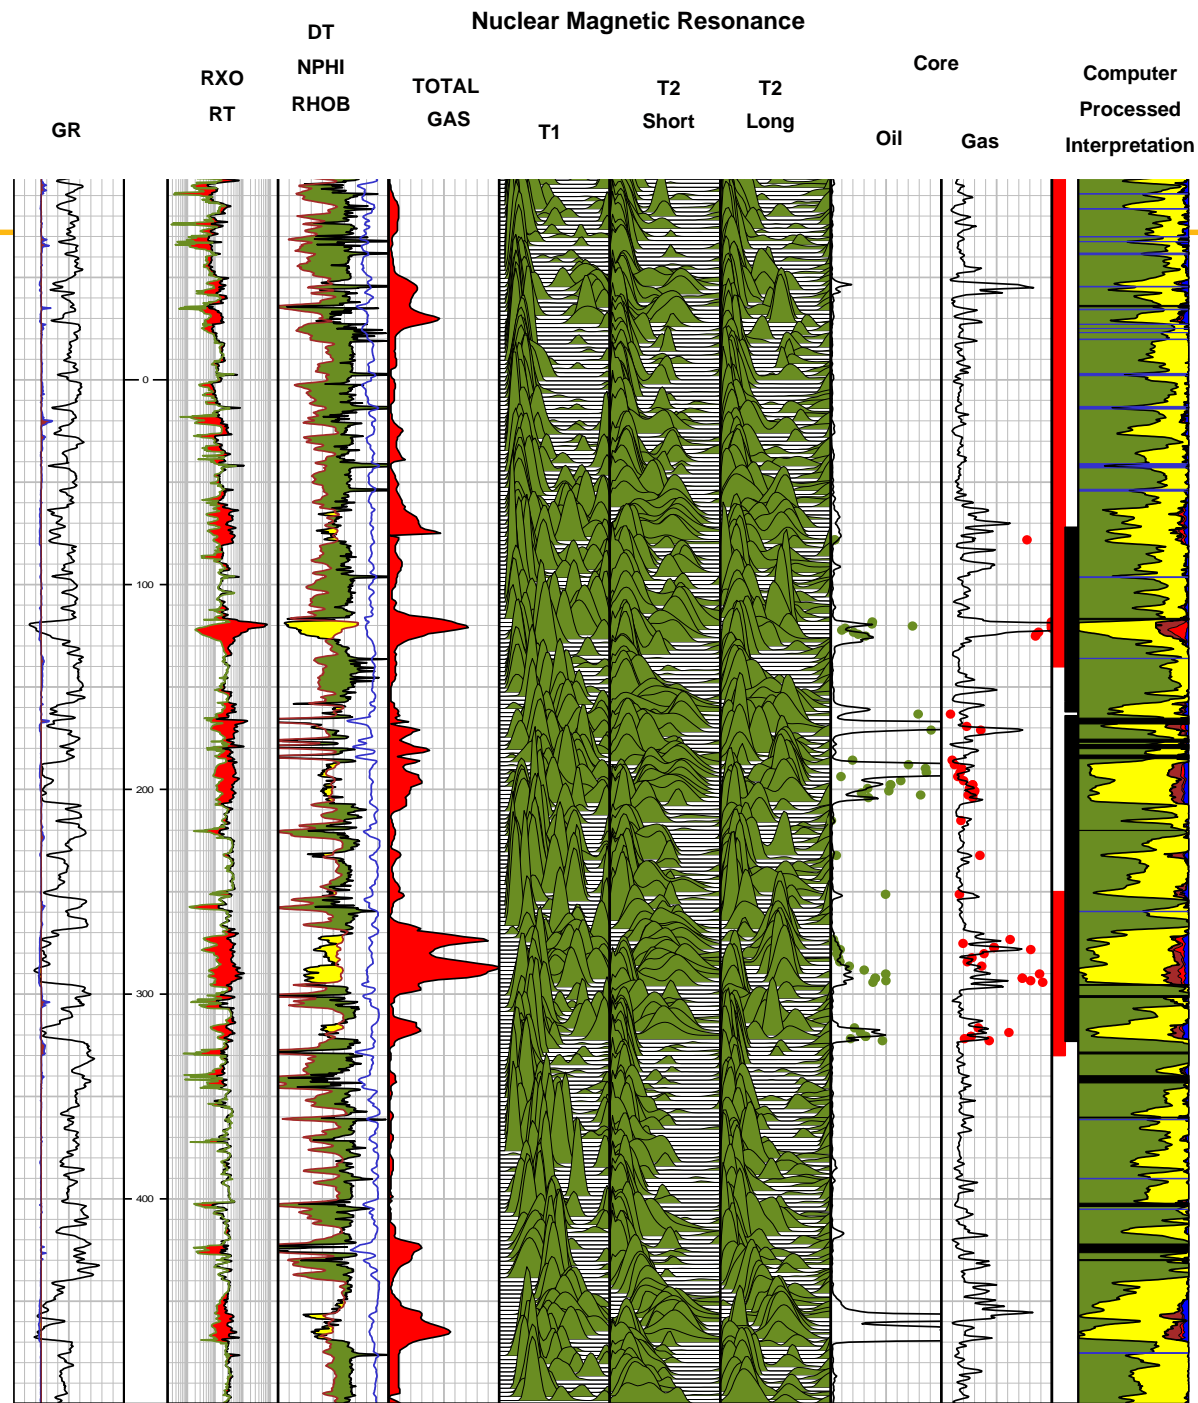 Nuclear Magnetic Resonance
GR
RXO
RT
DT
NPHI
RHOB
TOTAL
GAS
T1
T2
Short
T2
Long
Core
Oil
Gas
Computer
Processed
Interpretation
0
100
200
300
400